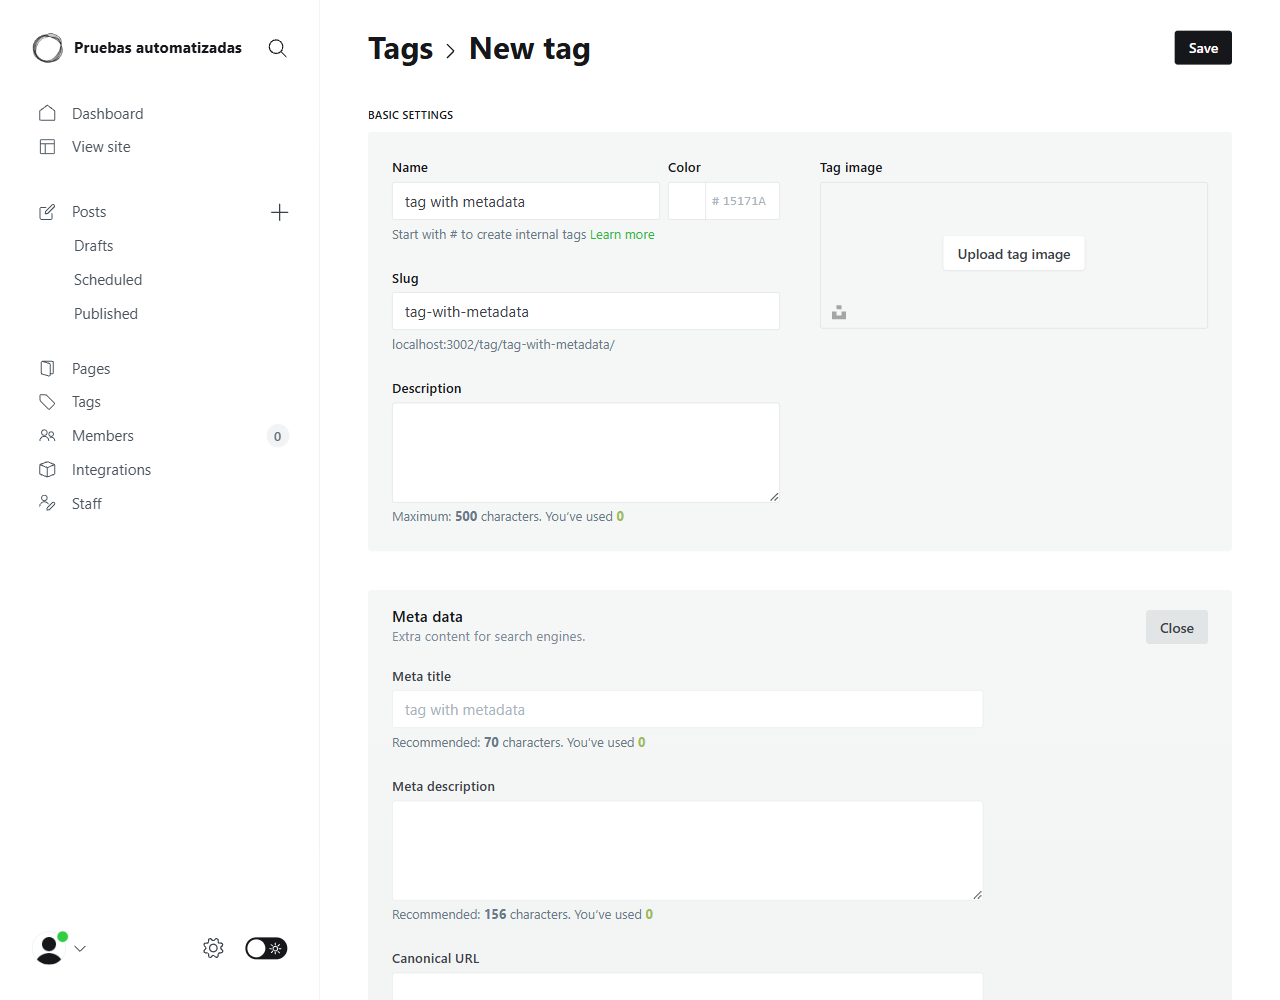 Pruebas automatizadas
Dashboard
View site
Posts
Drafts
Scheduled
Published
Pages
Tags
Members
0
Integrations
Staff
Tags › New tag
Save
BASIC SETTINGS
Name
tag with metadata
Start with # to create internal tags Learn more
Color
# 15171A
Slug
tag-with-metadata
localhost:3002/tag/tag-with-metadata/
Description
Maximum: 500 characters. You’ve used 0
Tag image
Upload tag image
Meta data
Extra content for search engines.
Close
Meta title
tag with metadata
Recommended: 70 characters. You’ve used 0
Meta description
Recommended: 156 characters. You’ve used 0
Canonical URL